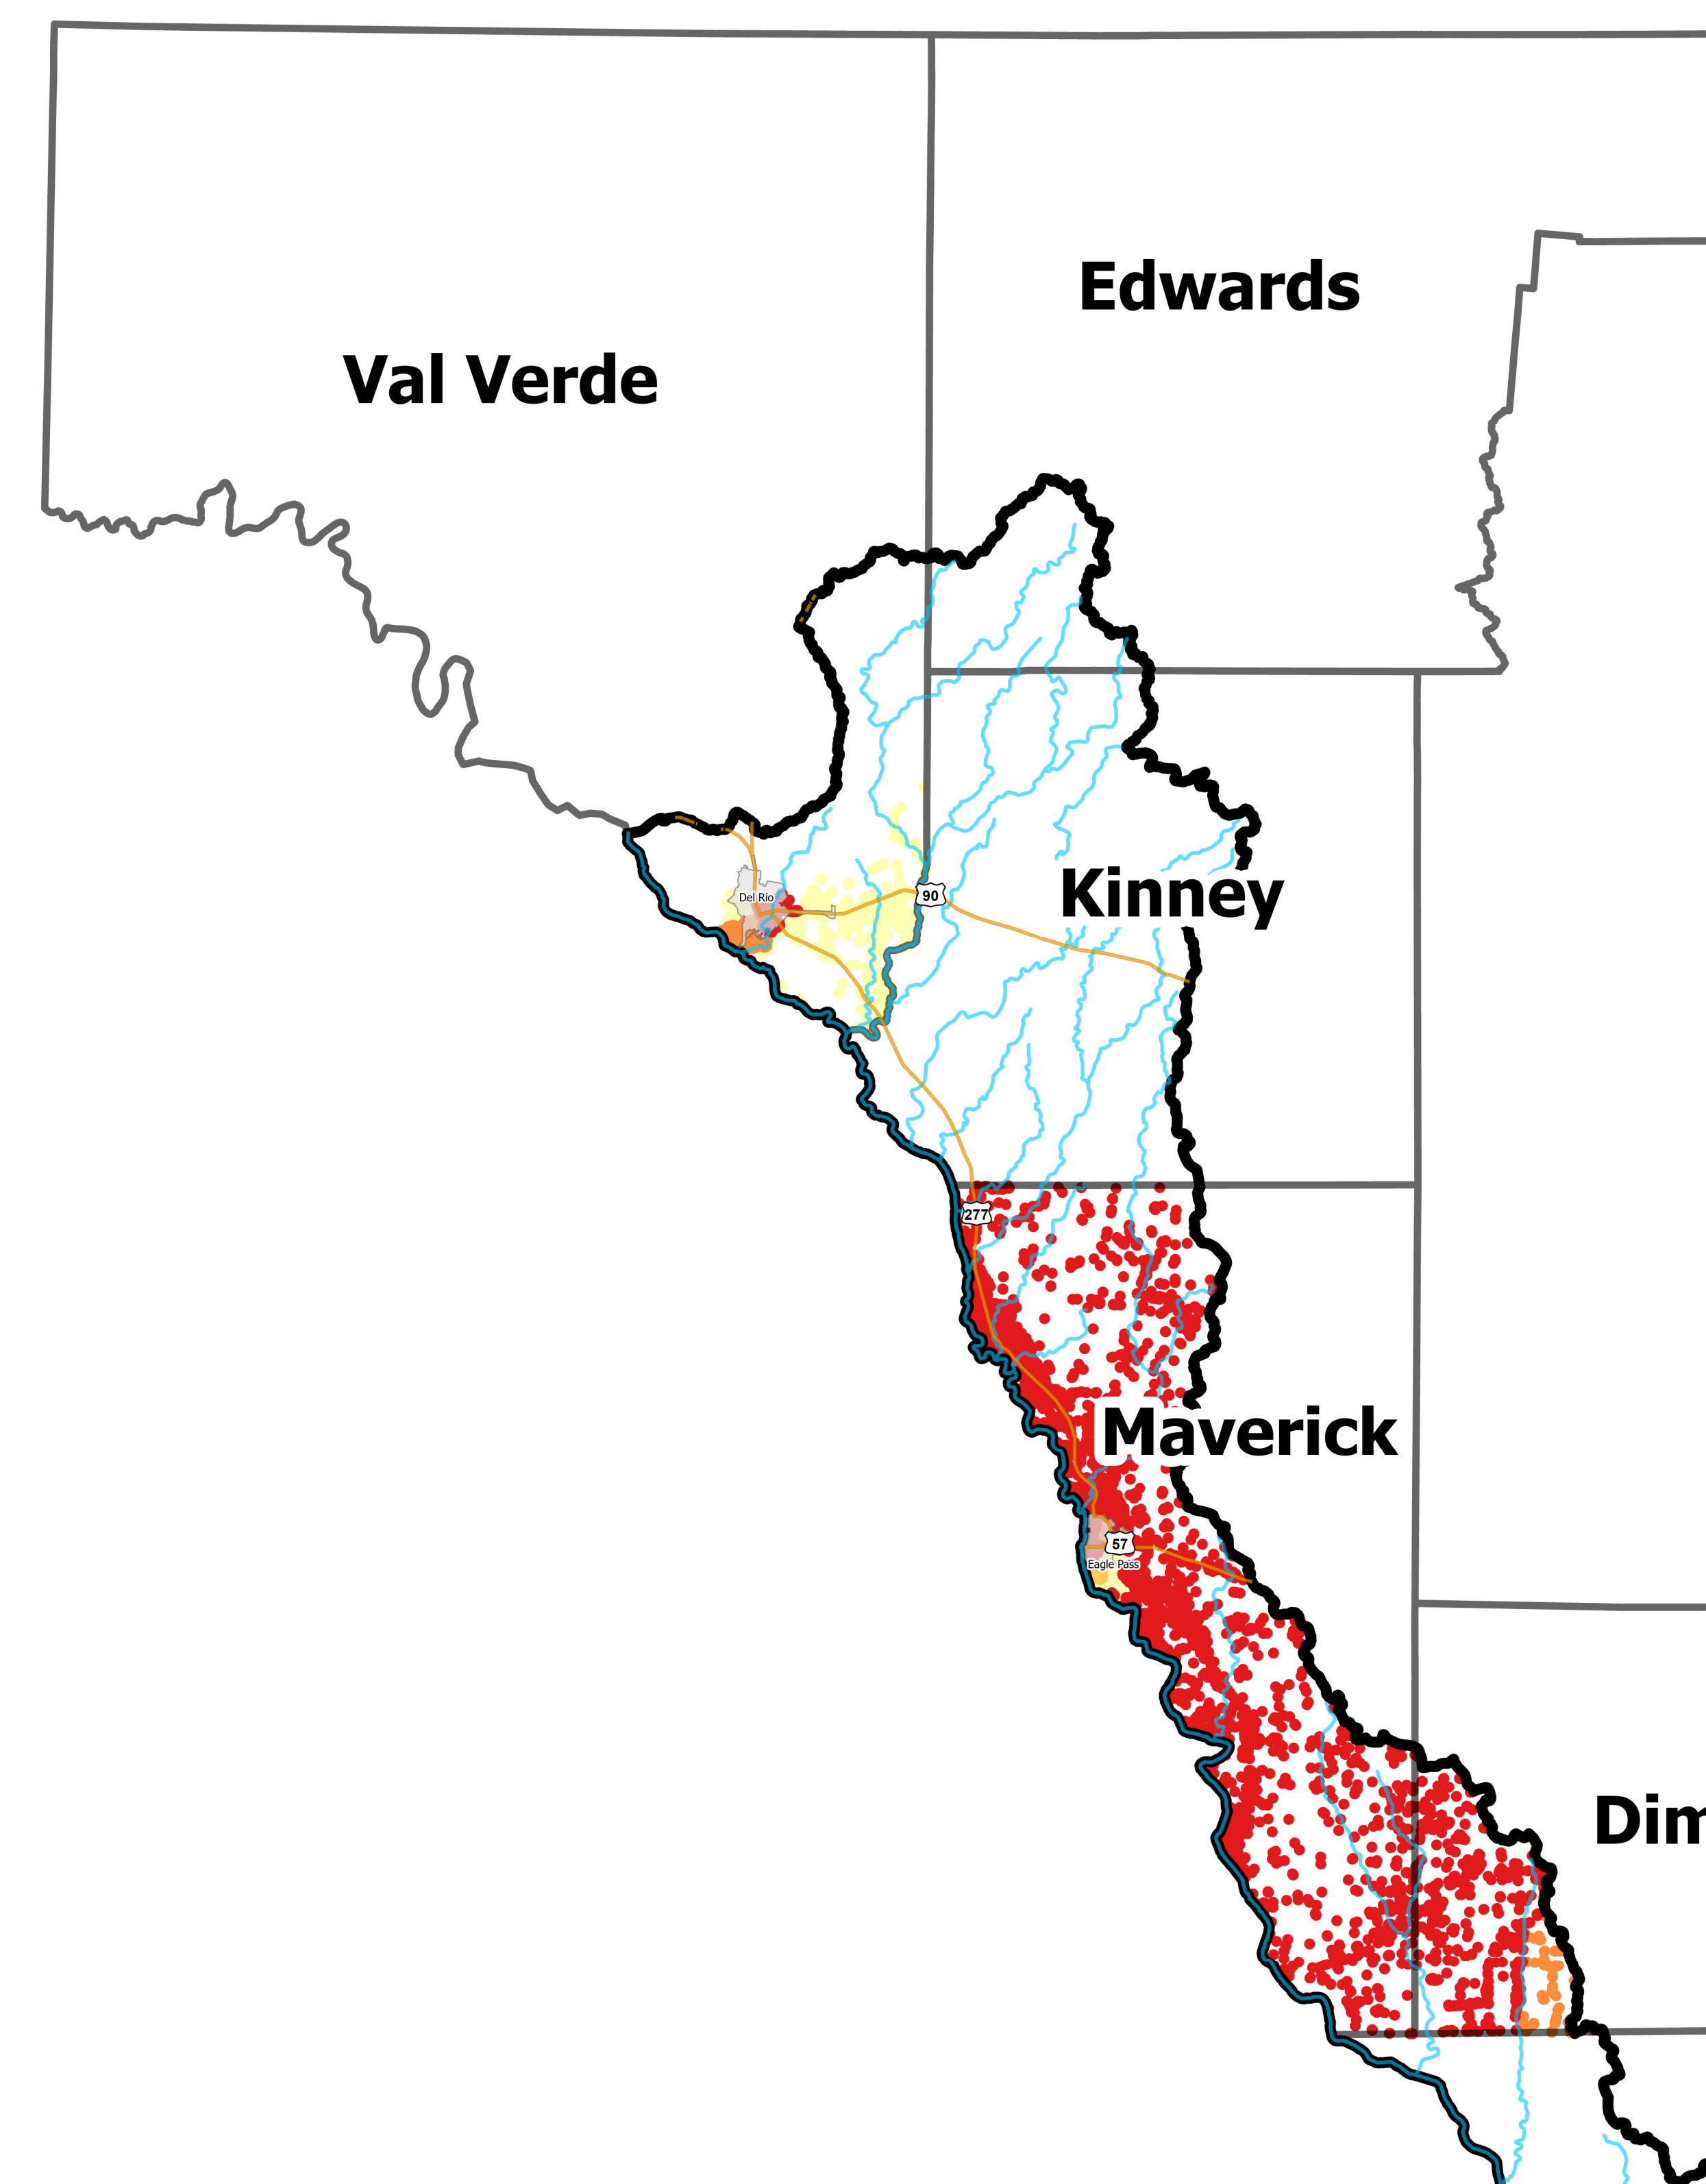 Edwards
Val Verde
Del Rio
90
Kinney
277
Maverick
57
Eagle Pass
Dim